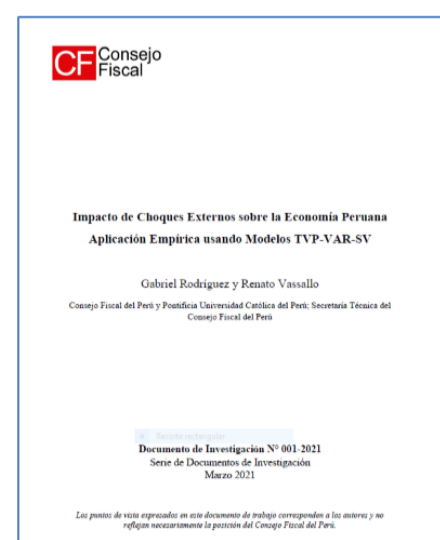 CF Consejo
Fiscal
Impacto de Choques Externos sobre la Economía Peruana
Aplicación Empírica usando Modelos TVP-VAR-SV
Gabriel Rodríguez y Renato Vassallo
Consejo Fiscal del Perú y Pontificia Universidad Católica del Perú; Secretaría Técnica del
Consejo Fiscal del Perú
Recorte rectangular
Documento de Investigación N° 001-2021
Serie de Documentos de Investigación
Marzo 2021
Los puntos de vista expresados en este documento de trabajo corresponden a los autores y no
reflejan necesariamente la posición del Consejo Fiscal del Perú.